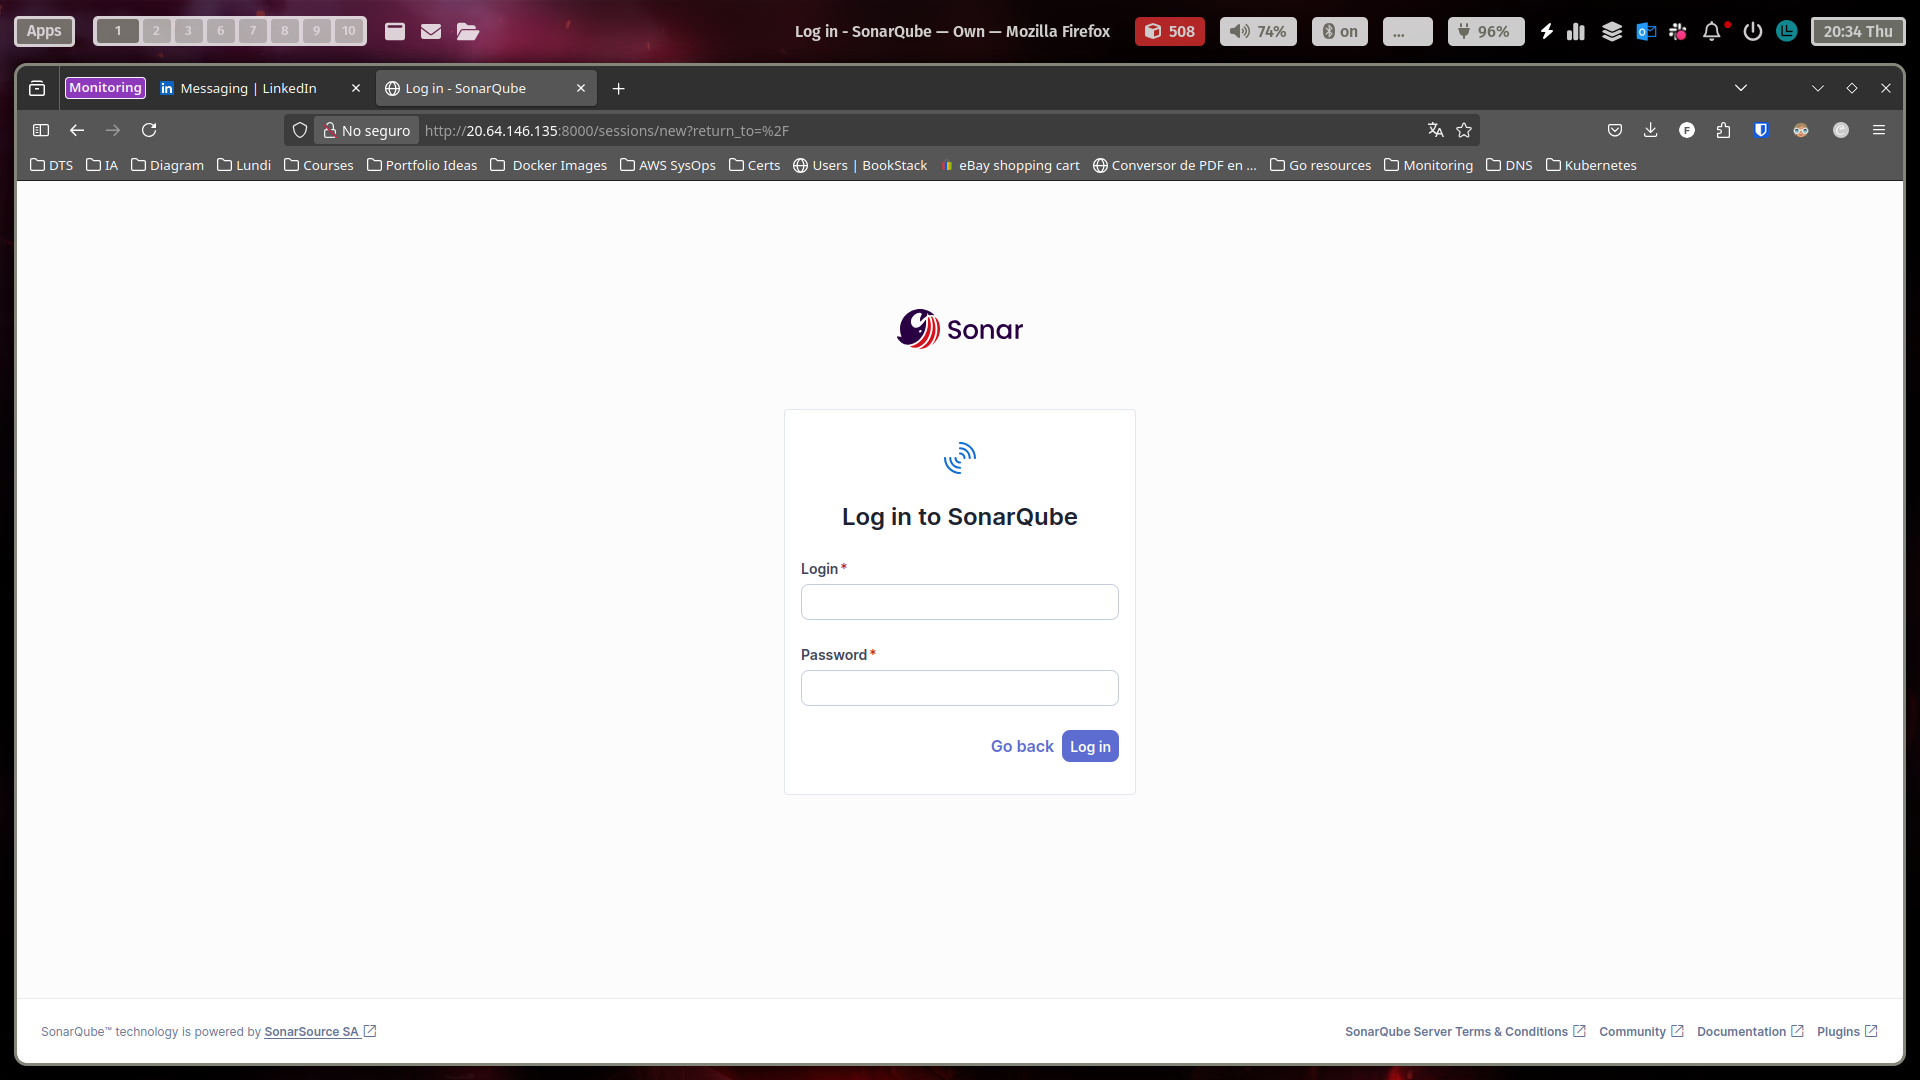 Apps 1 2 3 6 7 8 9 10 Log in - SonarQube — Own — Mozilla Firefox 508 74% on ... 96% 20:34 Thu
Monitoring Messaging | LinkedIn Log in - SonarQube
No seguro http://20.64.146.135:8000/sessions/new?return_to=%2F
DTS IA Diagram Lundi Courses Portfolio Ideas Docker Images AWS SysOps Certs Users | BookStack eBay shopping cart Conversor de PDF en ... Go resources Monitoring DNS Kubernetes
Sonar
Log in to SonarQube
Login*
Password*
Go back Log in
SonarQube™ technology is powered by SonarSource SA SonarQube Server Terms & Conditions Community Documentation Plugins